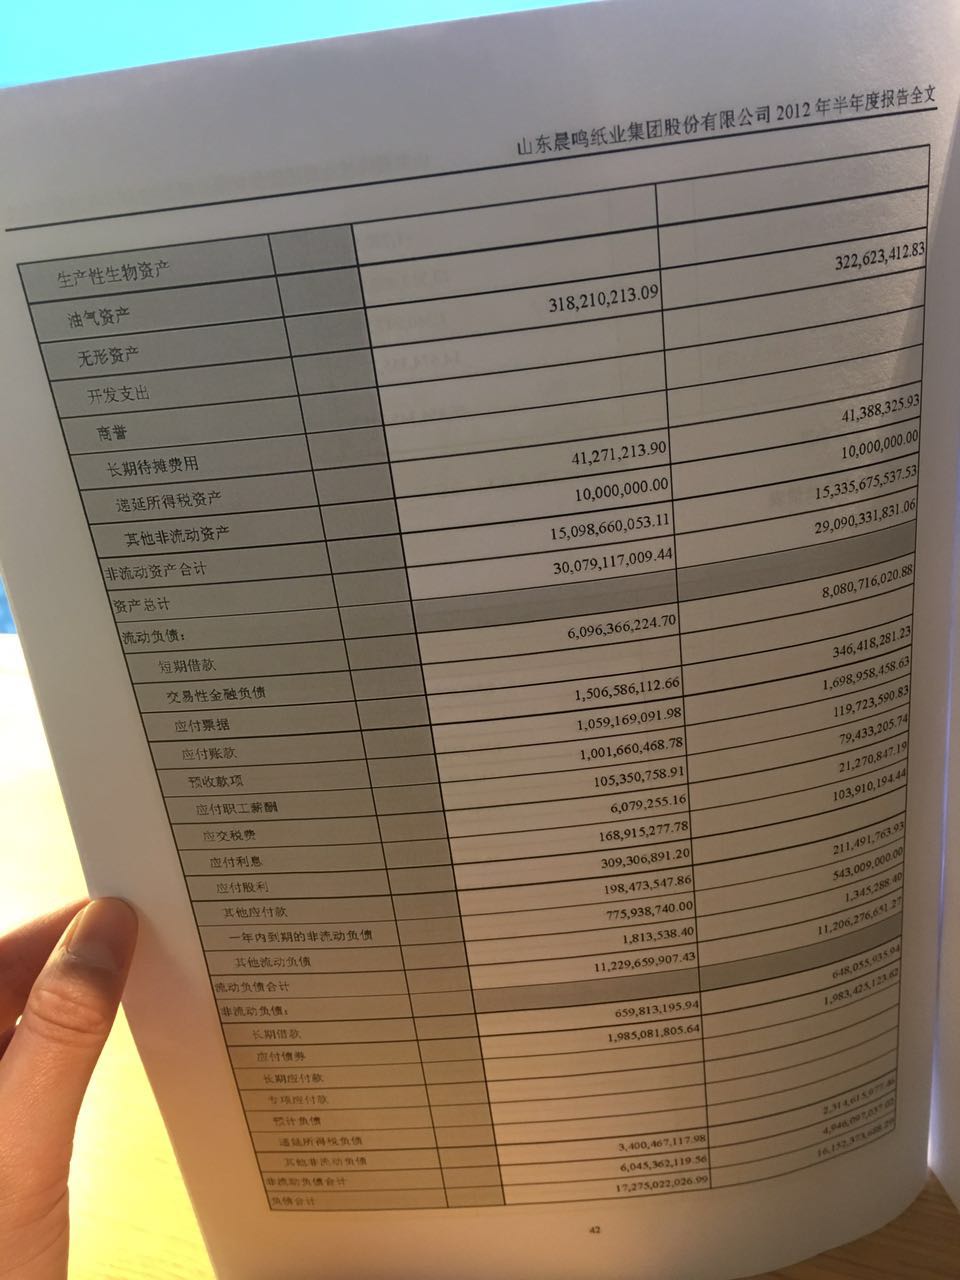 山东晨鸣纸业集团股份有限公司 2012 年半年度报告全文
生产性生物资产
油气资产
无形资产 318,210,213.09 322,623,412.83
开发支出
商誉
长期待摊费用
递延所得税资产 41,271,213.90 41,388,325.93
其他非流动资产 10,000,000.00 10,000,000.00
非流动资产合计 15,098,660,053.11 15,335,675,537.53
资产总计 30,079,117,009.44 29,090,331,831.06
流动负债：
短期借款 6,096,366,224.70 8,080,716,020.88
交易性金融负债
应付票据 1,506,586,112.66 346,418,281.23
应付账款 1,059,169,091.98 1,698,958,458.63
预收款项 1,001,660,468.78 119,723,590.83
应付职工薪酬 105,350,758.91 79,433,205.74
应交税费 6,079,255.16 21,270,847.19
应付利息 168,915,277.78 103,910,194.44
应付股利 309,306,891.20
其他应付款 198,473,547.86 211,491,763.93
一年内到期的非流动负债 775,938,740.00 543,009,000.00
其他流动负债 1,813,538.40 1,345,288.40
流动负债合计 11,229,659,907.43 11,206,276,651.27
非流动负债：
长期借款 659,813,195.94 648,055,935.94
应付债券 1,985,081,805.64 1,983,425,123.62
长期应付款
专项应付款
预计负债
递延所得税负债
其他非流动负债 3,400,467,117.98 2,314,615,977.46
非流动负债合计 6,045,362,119.56 4,946,097,037.02
负债合计 17,275,022,026.99 16,152,373,688.29
42